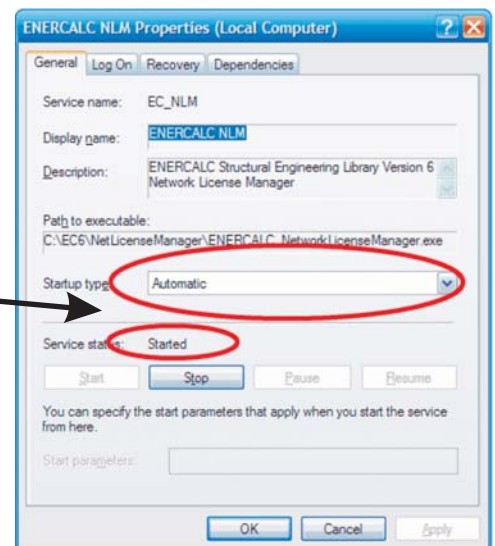 ENERCALC NLM Properties (Local Computer)
General Log On Recovery Dependencies
Service name: EC_NLM
Display name: ENERCALC NLM
Description: ENERCALC Structural Engineering Library Version 6
Network License Manager
Path to executable:
C:\EC6\NetLicenseManager\ENERCALC_NetworkLicenseManager.exe
Startup type: Automatic
Service status: Started
Start Stop Pause Resume
You can specify the start parameters that apply when you start the service
from here.
Start parameters:
OK Cancel Apply